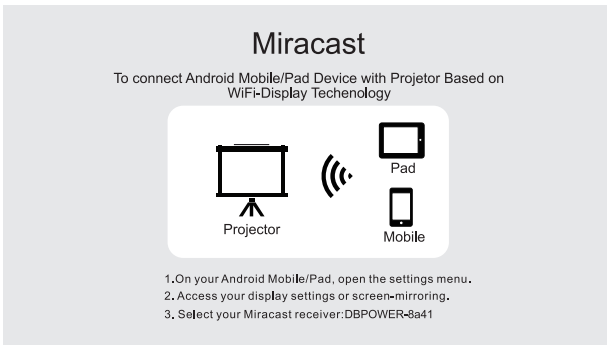 Miracast
To connect Android Mobile/Pad Device with Projetor Based on
WiFi-Display Techenology
Pad
Projector
Mobile
1.On your Android Mobile/Pad, open the settings menu.
2. Access your display settings or screen-mirroring.
3. Select your Miracast receiver:DBPOWER-8a41